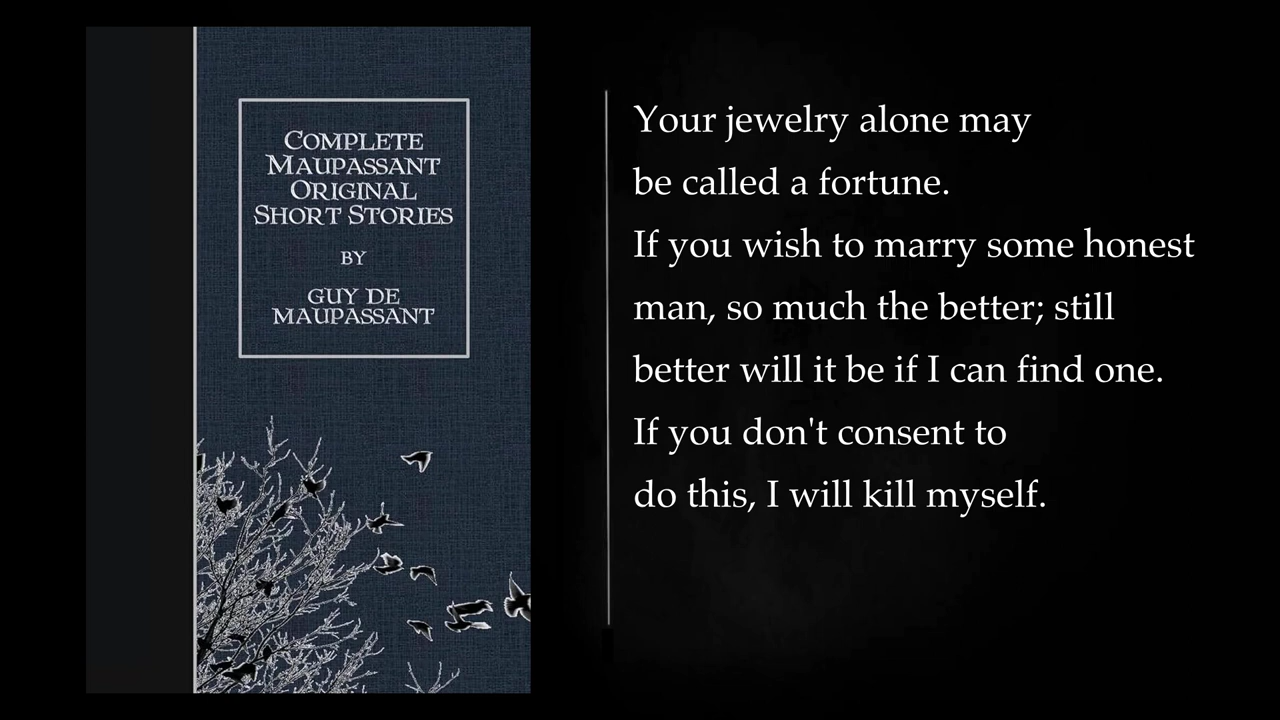 COMPLETE
MAUPASSANT
ORIGINAL
SHORT STORIES
BY
GUY DE
MAUPASSANT
Your jewelry alone may
be called a fortune.
If you wish to marry some honest
man, so much the better; still
better will it be if I can find one.
If you don't consent to
do this, I will kill myself.